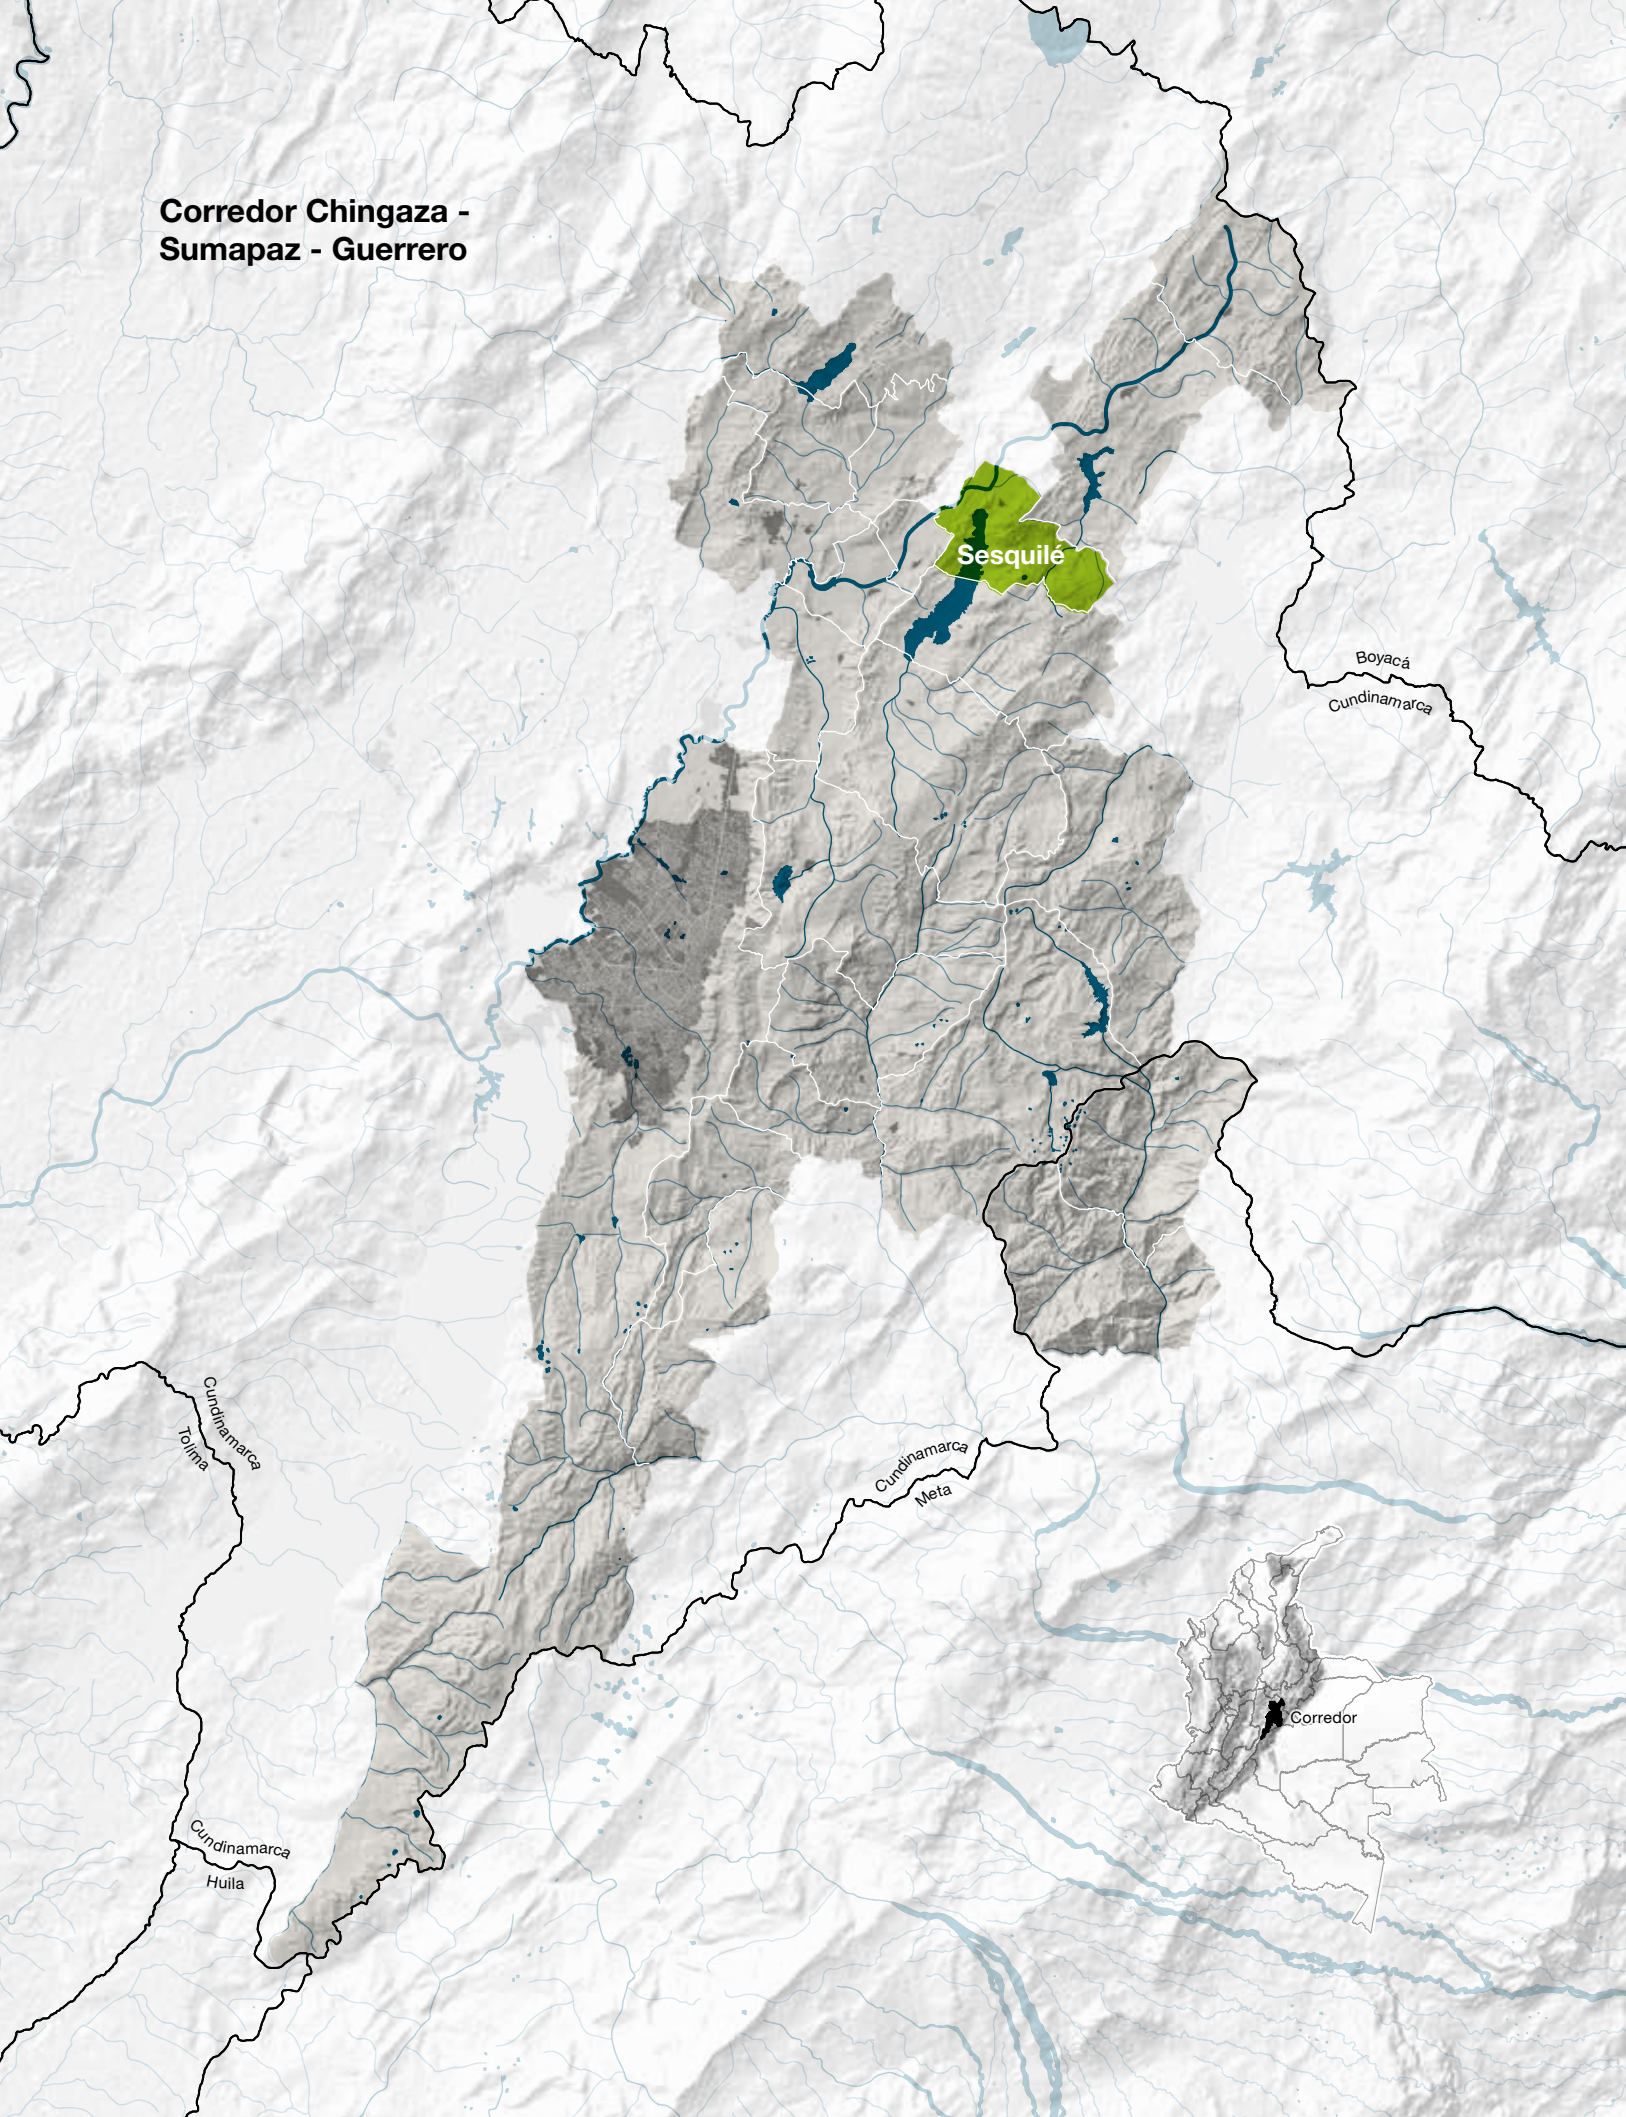 Corredor Chingaza -
Sumapaz - Guerrero
Sesquilé
Boyacá
Cundinamarca
Cundinamarca
Tolima
Cundinamarca
Meta
Corredor
Cundinamarca
Huila